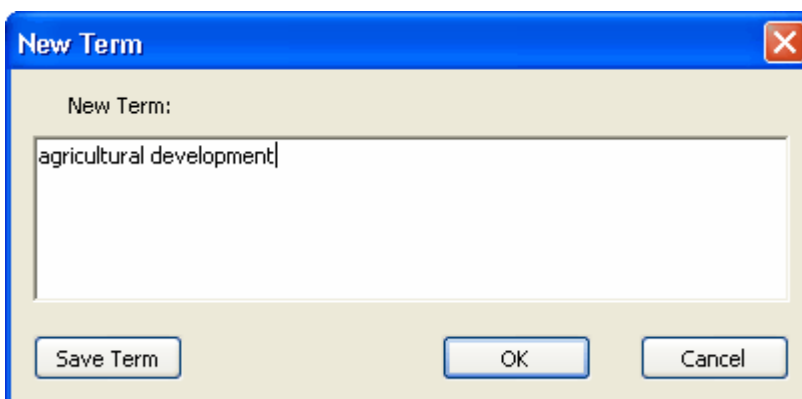 New Term
New Term:
agricultural development
Save Term OK Cancel